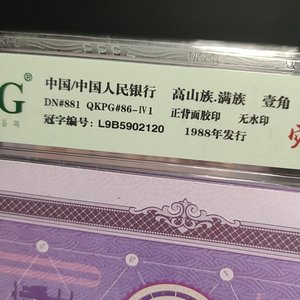 G®
中国/中国人民银行 高山族.满族 壹角
DN#881 QKPG#86-Ⅳ1 正背面胶印 无水印
冠字编号: L9B5902120 1988年发行